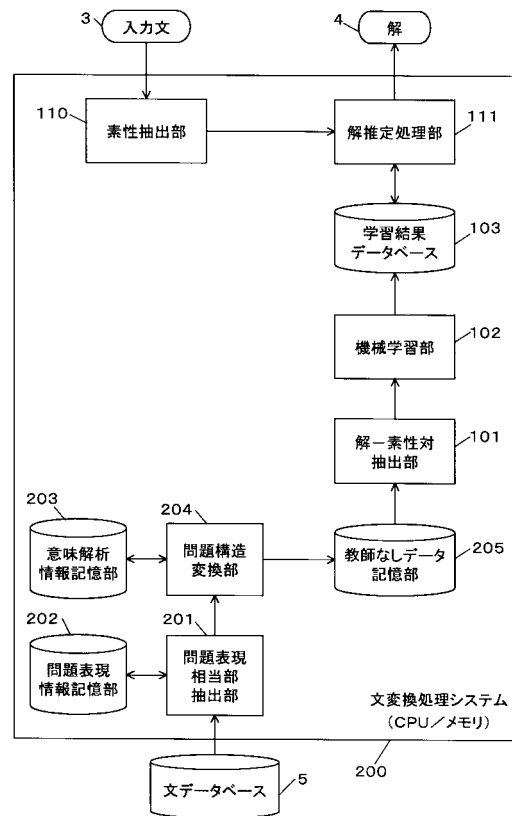 3
入力文
4
解
110
素性抽出部
解推定処理部
111
学習結果
データベース
103
機械学習部
102
解－素性対
抽出部
101
203
意味解析
情報記憶部
204
問題構造
変換部
教師なしデータ
記憶部
205
202
問題表現
情報記憶部
201
問題表現
相当部
抽出部
文変換処理システム
（CPU／メモリ）
200
文データベース
5